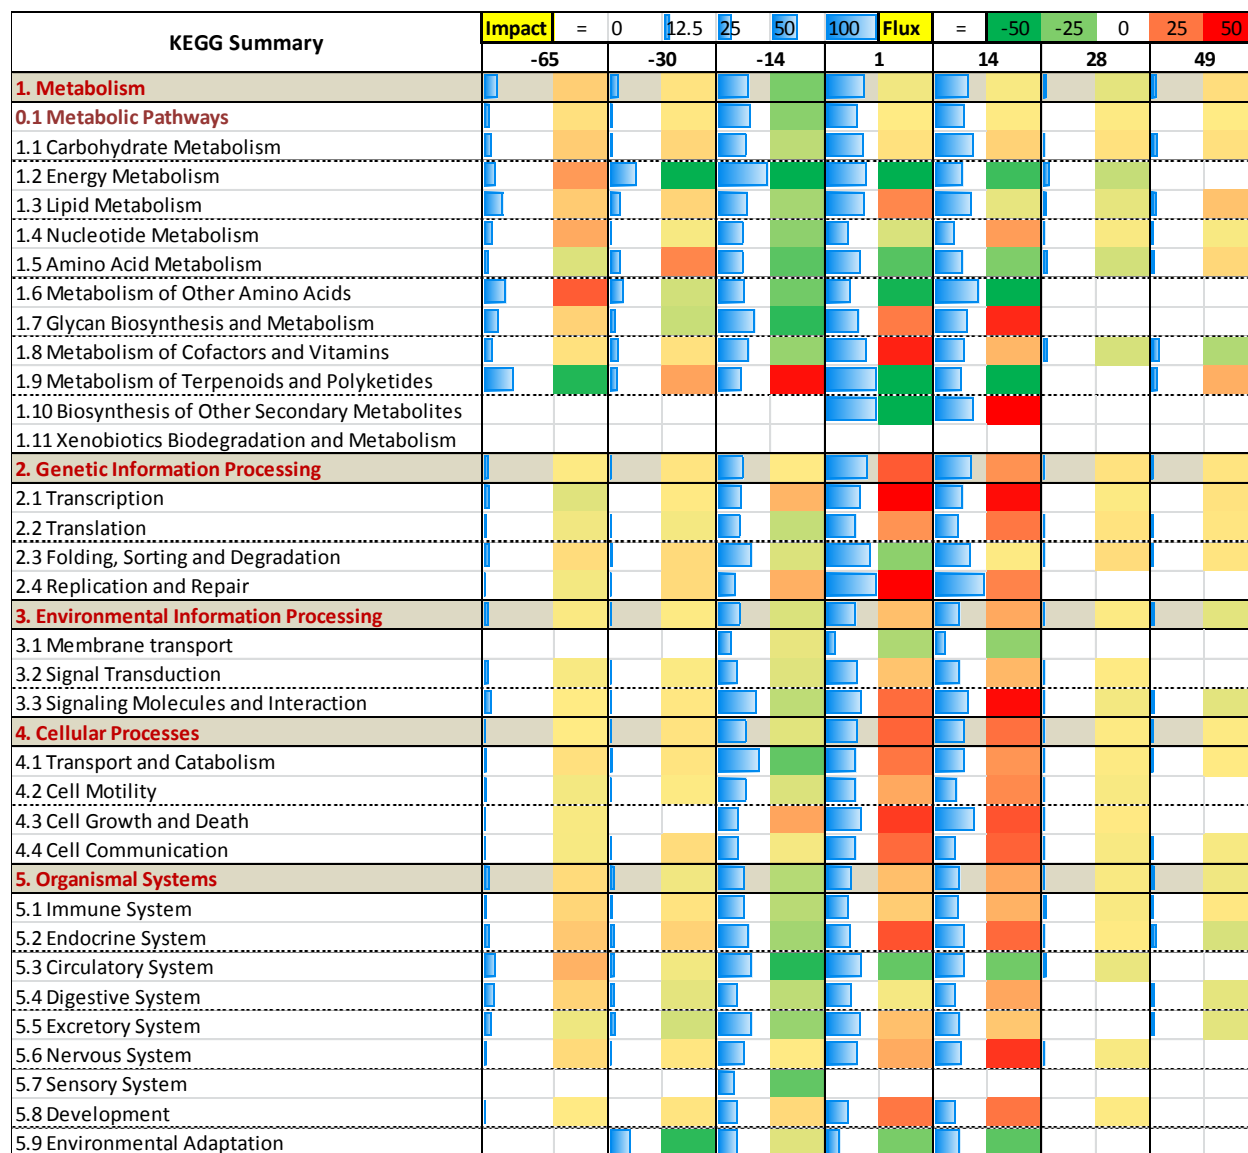 KEGG Summary
Impact = 0 12.5 25 50 100 Flux = -50 -25 0 25 50
-65 -30 -14 1 14 28 49
1. Metabolism
0.1 Metabolic Pathways
1.1 Carbohydrate Metabolism
1.2 Energy Metabolism
1.3 Lipid Metabolism
1.4 Nucleotide Metabolism
1.5 Amino Acid Metabolism
1.6 Metabolism of Other Amino Acids
1.7 Glycan Biosynthesis and Metabolism
1.8 Metabolism of Cofactors and Vitamins
1.9 Metabolism of Terpenoids and Polyketides
1.10 Biosynthesis of Other Secondary Metabolites
1.11 Xenobiotics Biodegradation and Metabolism
2. Genetic Information Processing
2.1 Transcription
2.2 Translation
2.3 Folding, Sorting and Degradation
2.4 Replication and Repair
3. Environmental Information Processing
3.1 Membrane transport
3.2 Signal Transduction
3.3 Signaling Molecules and Interaction
4. Cellular Processes
4.1 Transport and Catabolism
4.2 Cell Motility
4.3 Cell Growth and Death
4.4 Cell Communication
5. Organismal Systems
5.1 Immune System
5.2 Endocrine System
5.3 Circulatory System
5.4 Digestive System
5.5 Excretory System
5.6 Nervous System
5.7 Sensory System
5.8 Development
5.9 Environmental Adaptation